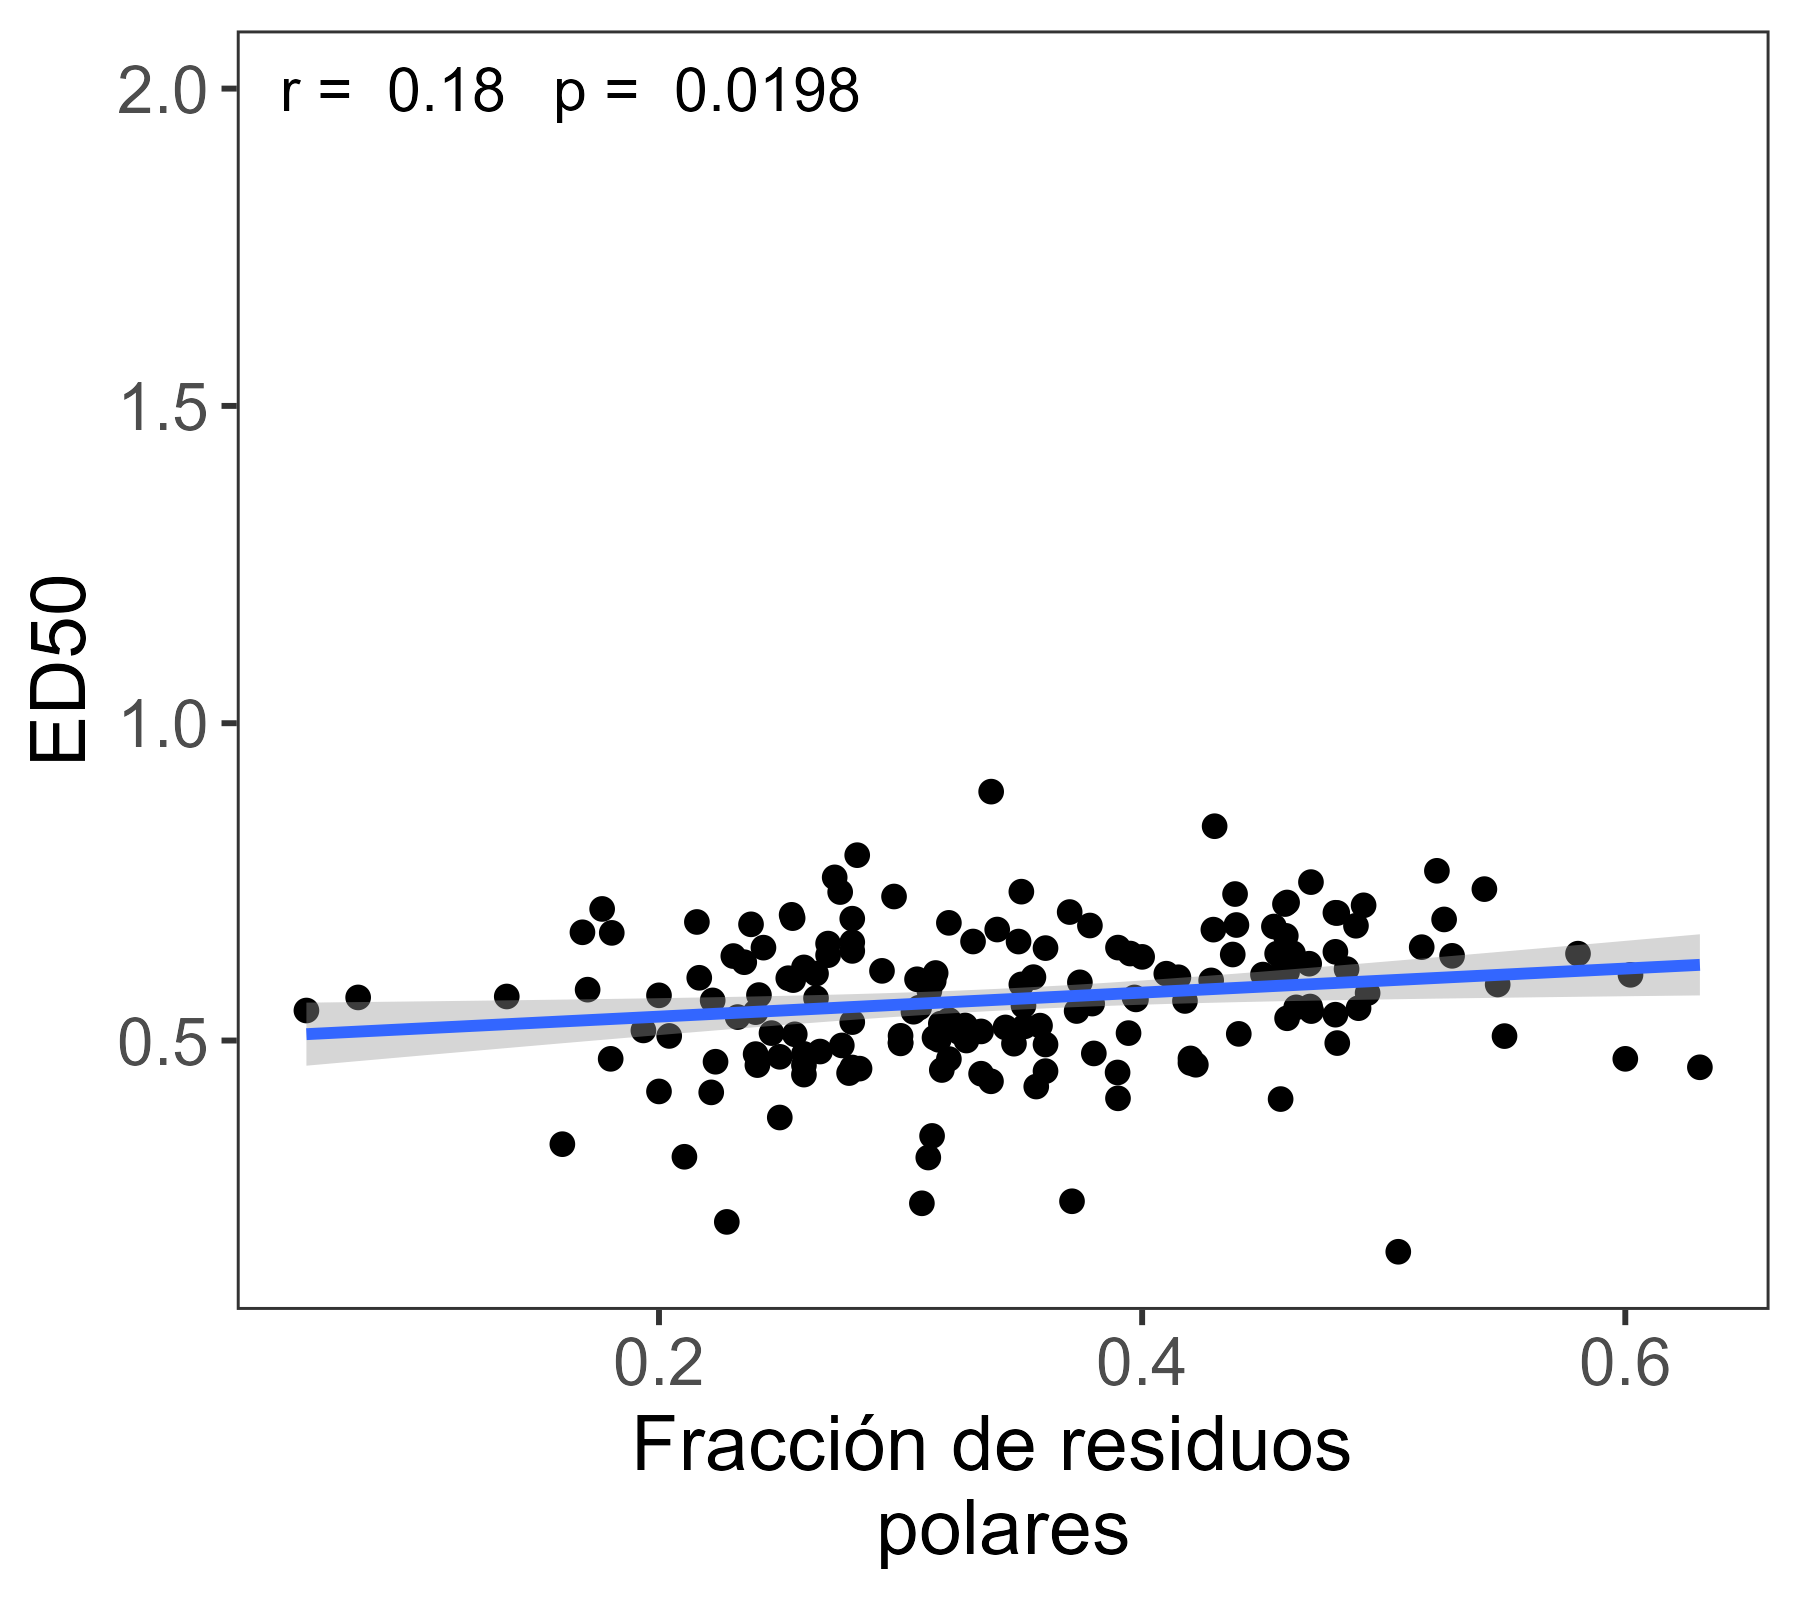 r = 0.18 p = 0.0198
2.0
1.5
1.0
0.5
ED50
0.2 0.4 0.6
Fracción de residuos
polares